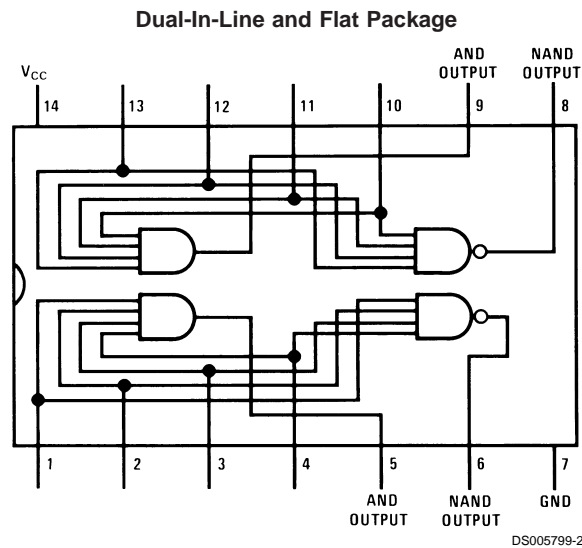 Dual-In-Line and Flat Package
AND
OUTPUT
NAND
OUTPUT
VCC
14
13
12
11
10
9
8
1
2
3
4
5
6
7
AND
OUTPUT
NAND
OUTPUT
GND
DS005799-2